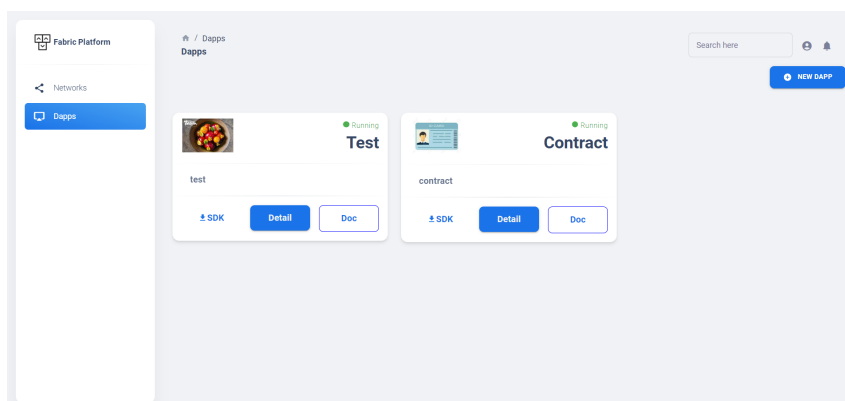 Fabric Platform
Networks
Dapps
/ Dapps
Dapps
Search here
NEW DAPP
Running
Test
test
SDK
Detail
Doc
Running
Contract
contract
SDK
Detail
Doc